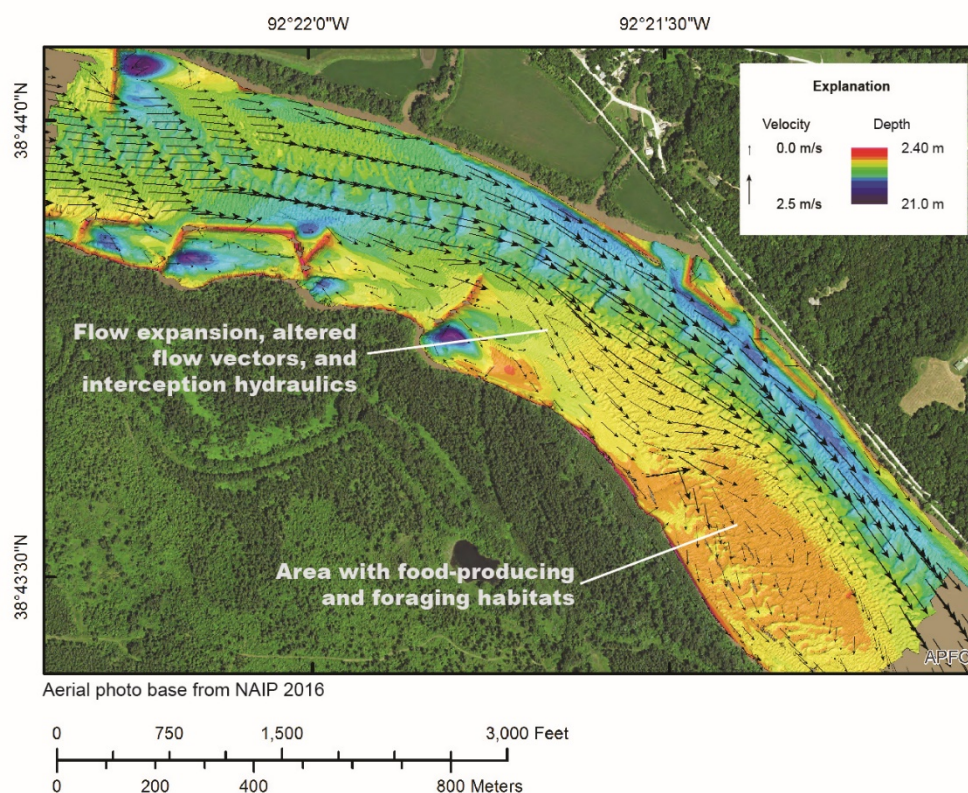 92°22'0"W
92°21'30"W
38°44'0"N
38°43'30"N
Explanation
Velocity
Depth
0.0 m/s
2.40 m
2.5 m/s
21.0 m
Flow expansion, altered
flow vectors, and
interception hydraulics
Area with food-producing
and foraging habitats
APFO
Aerial photo base from NAIP 2016
0 750 1,500 3,000 Feet
0 200 400 800 Meters